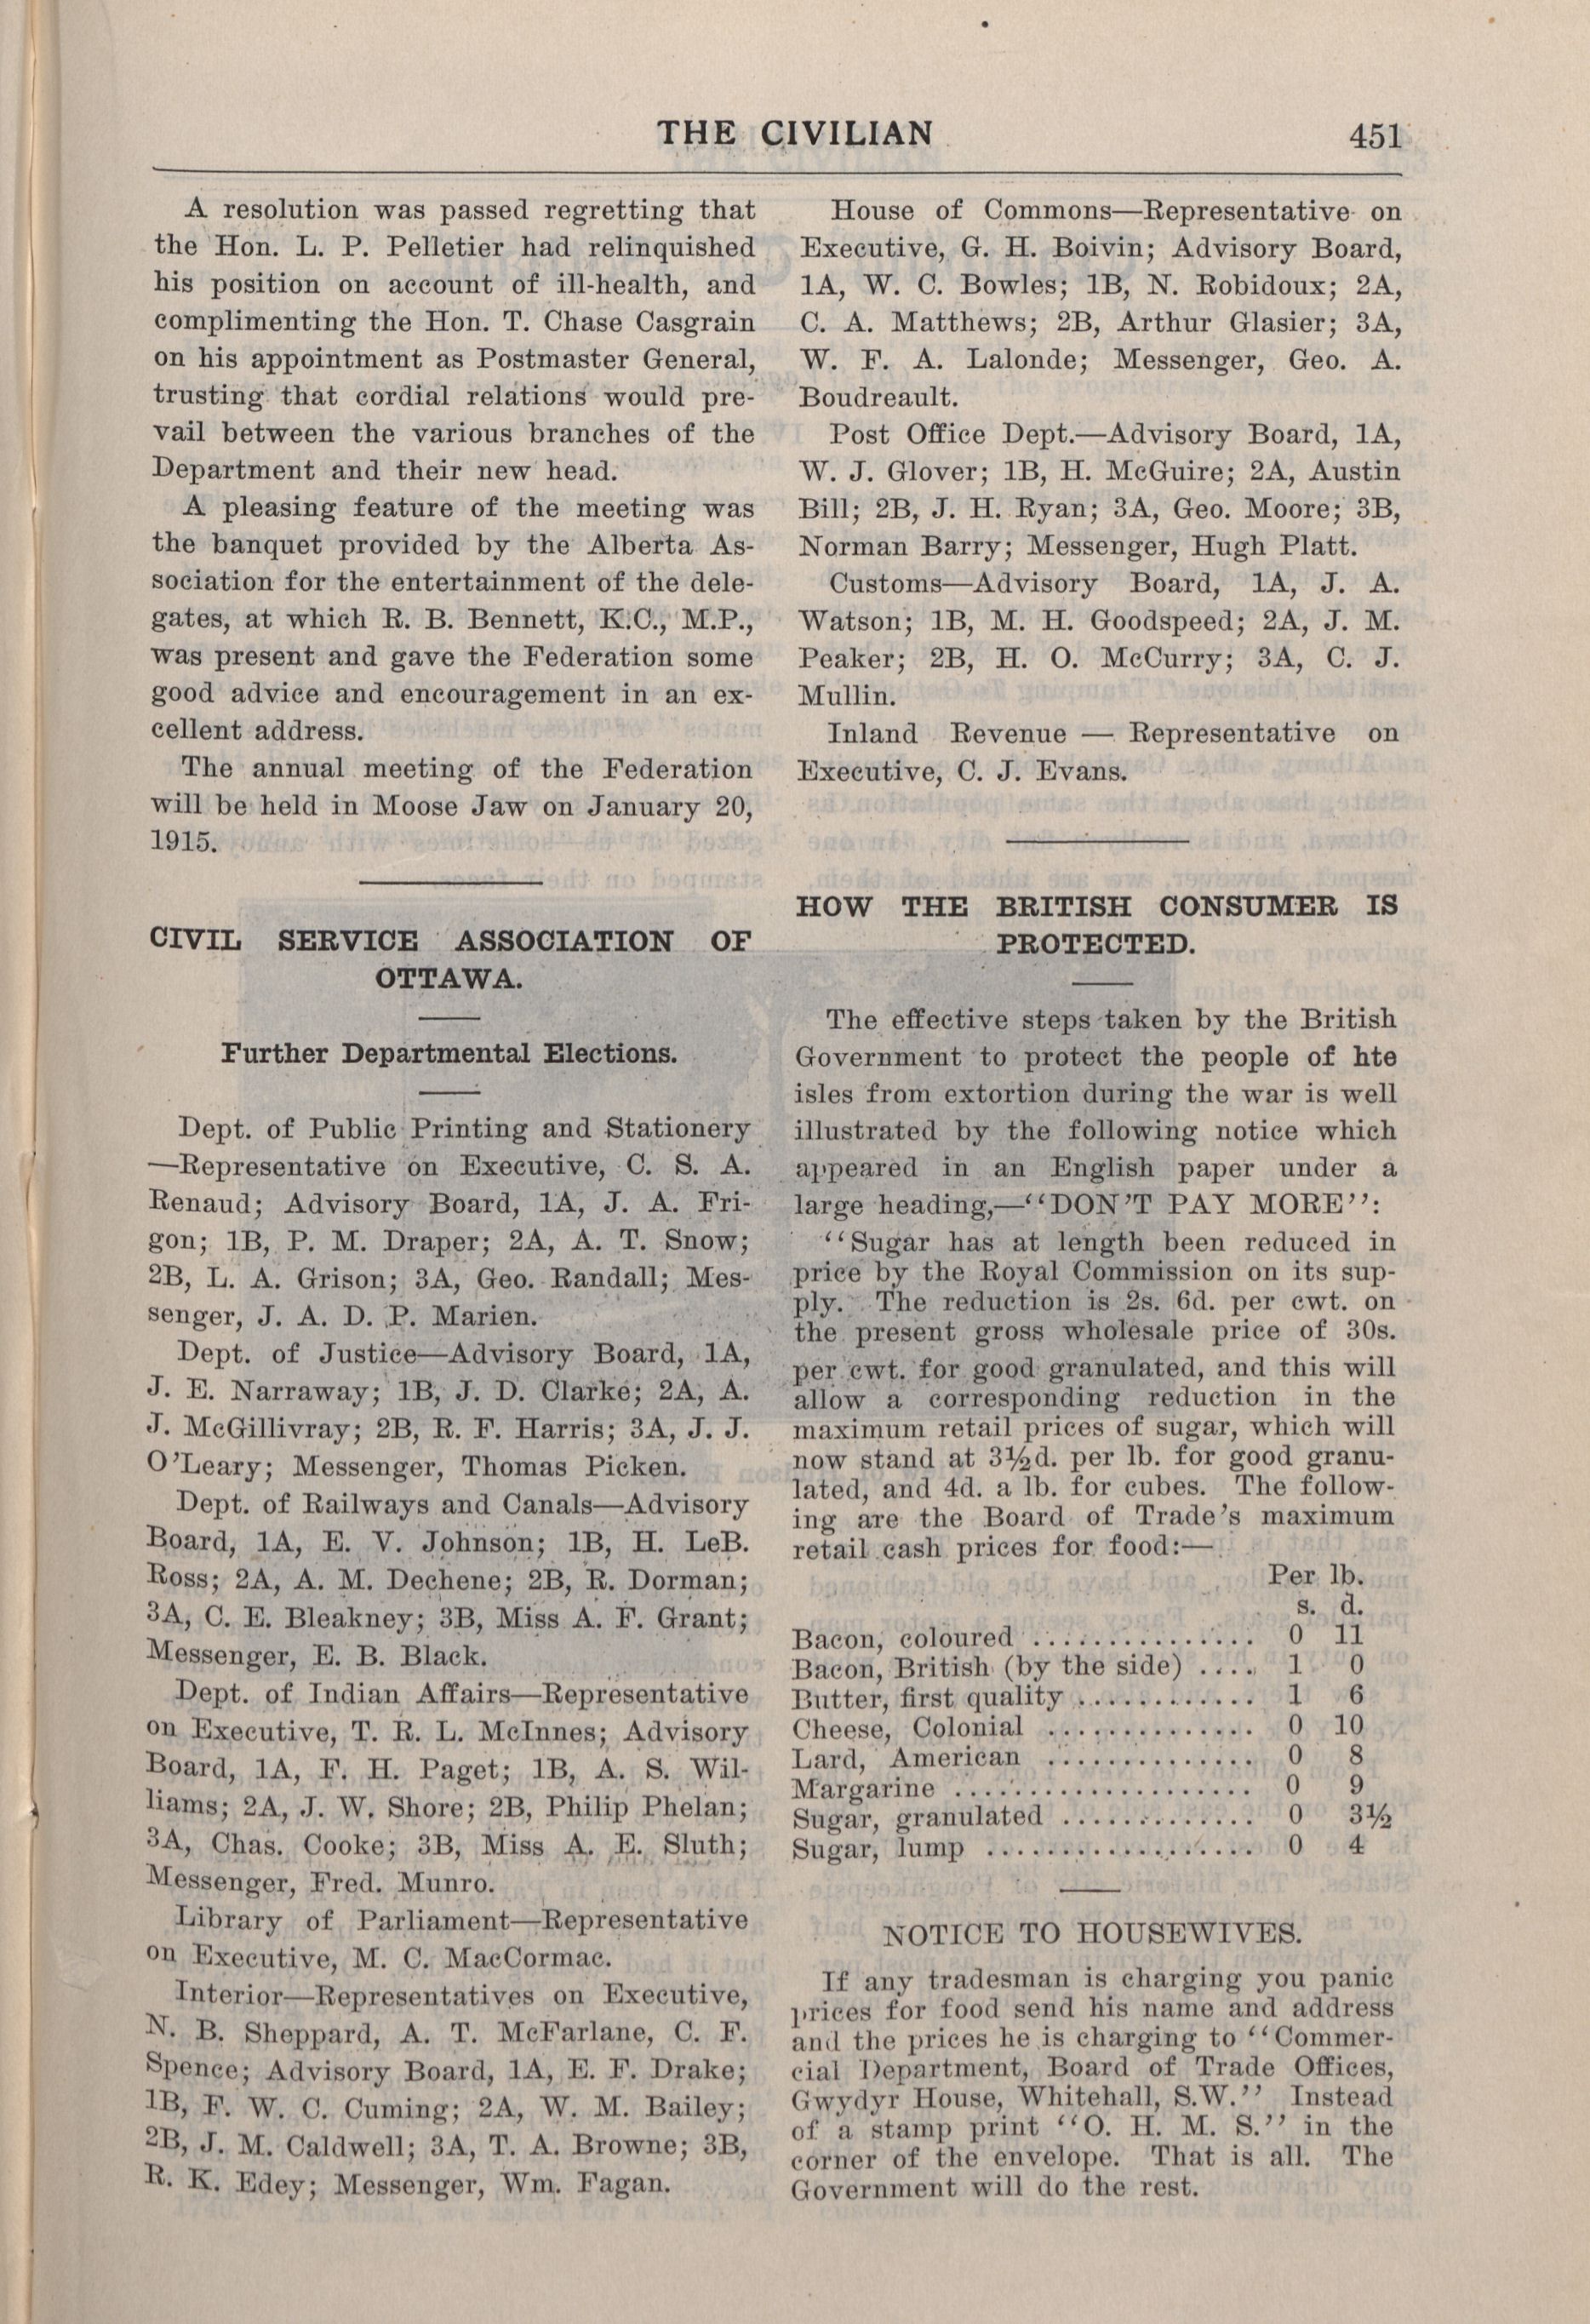 THE CIVILIAN
451
A resolution was passed regretting that
the Hon. L. P. Pelletier had relinquished
his position on account of ill-health, and
complimenting the Hon. T. Chase Casgrain
on his appointment as Postmaster General,
trusting that cordial relations would pre-
vail between the various branches of the
Department and their new head.
A pleasing feature of the meeting was
the banquet provided by the Alberta As-
sociation for the entertainment of the dele-
gates, at which R. B. Bennett, K.C., M.P.,
was present and gave the Federation some
good advice and encouragement in an ex-
cellent address.
The annual meeting of the Federation
will be held in Moose Jaw on January 20,
1915.
CIVIL SERVICE ASSOCIATION OF
OTTAWA.
Further Departmental Elections.
Dept. of Public Printing and Stationery
—Representative on Executive, C. S. A.
Renaud; Advisory Board, 1A, J. A. Fri-
gon; 1B, P. M. Draper; 2A, A. T. Snow;
2B, L. A. Grison; 3A, Geo. Randall; Mes-
senger, J. A. D. P. Marien.
Dept. of Justice—Advisory Board, 1A,
J. E. Narraway; 1B, J. D. Clarke; 2A, A.
J. McGillivray; 2B, R. F. Harris; 3A, J. J.
O'Leary; Messenger, Thomas Picken.
Dept. of Railways and Canals—Advisory
Board, 1A, E. V. Johnson; 1B, H. LeB.
Ross; 2A, A. M. Dechene; 2B, R. Dorman;
3A, C. E. Bleakney; 3B, Miss A. F. Grant;
Messenger, E. B. Black.
Dept. of Indian Affairs—Representative
on Executive, T. R. L. McInnes; Advisory
Board, 1A, F. H. Paget; 1B, A. S. Wil-
liams; 2A, J. W. Shore; 2B, Philip Phelan;
3A, Chas. Cooke; 3B, Miss A. E. Sluth;
Messenger, Fred. Munro.
Library of Parliament—Representative
on Executive, M. C. MacCormac.
Interior—Representatives on Executive,
N. B. Sheppard, A. T. McFarlane, C. F.
Spence; Advisory Board, 1A, E. F. Drake;
1B, F. W. C. Cuming; 2A, W. M. Bailey;
2B, J. M. Caldwell; 3A, T. A. Browne; 3B,
R. K. Edey; Messenger, Wm. Fagan.
House of Commons—Representative on
Executive, G. H. Boivin; Advisory Board,
1A, W. C. Bowles; 1B, N. Robidoux; 2A,
C. A. Matthews; 2B, Arthur Glasier; 3A,
W. F. A. Lalonde; Messenger, Geo. A.
Boudreault.
Post Office Dept.—Advisory Board, 1A,
W. J. Glover; 1B, H. McGuire; 2A, Austin
Bill; 2B, J. H. Ryan; 3A, Geo. Moore; 3B,
Norman Barry; Messenger, Hugh Platt.
Customs—Advisory Board, 1A, J. A.
Watson; 1B, M. H. Goodspeed; 2A, J. M.
Peaker; 2B, H. O. McCurry; 3A, C. J.
Mullin.
Inland Revenue — Representative on
Executive, C. J. Evans.
HOW THE BRITISH CONSUMER IS
PROTECTED.
The effective steps taken by the British
Government to protect the people of hte
isles from extortion during the war is well
illustrated by the following notice which
appeared in an English paper under a
large heading,—"DON'T PAY MORE":
"Sugar has at length been reduced in
price by the Royal Commission on its sup-
ply. The reduction is 2s. 6d. per cwt. on
the present gross wholesale price of 30s.
per cwt. for good granulated, and this will
allow a corresponding reduction in the
maximum retail prices of sugar, which will
now stand at 3½d. per lb. for good granu-
lated, and 4d. a lb. for cubes. The follow-
ing are the Board of Trade's maximum
retail cash prices for food:—
Per lb.
s. d.
Bacon, coloured ............... 0 11
Bacon, British (by the side) .... 1 0
Butter, first quality ............ 1 6
Cheese, Colonial .............. 0 10
Lard, American .............. 0 8
Margarine .................... 0 9
Sugar, granulated ............. 0 3½
Sugar, lump .................. 0 4
NOTICE TO HOUSEWIVES.
If any tradesman is charging you panic
prices for food send his name and address
and the prices he is charging to "Commer-
cial Department, Board of Trade Offices,
Gwydyr House, Whitehall, S.W." Instead
of a stamp print "O. H. M. S." in the
corner of the envelope. That is all. The
Government will do the rest.